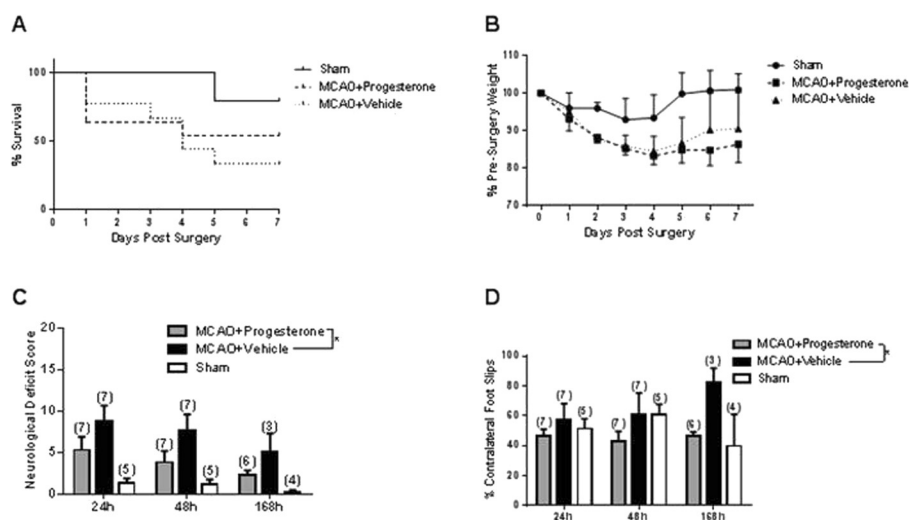 A
Sham
MCAO+Progesterone
MCAO+Vehicle
% Survival
100
50
0
0 1 2 3 4 5 6 7
Days Post Surgery
B
Sham
MCAO+Progesterone
MCAO+Vehicle
% Pre-Surgery Weight
110
100
90
80
70
0 1 2 3 4 5 6 7
Days Post Surgery
C
MCAO+Progesterone
MCAO+Vehicle
Sham
*
Neurological Deficit Score
20
15
10
5
0
(7) (7) (5) (7) (7) (5) (6) (3) (4)
24h 48h 168h
D
MCAO+Progesterone
MCAO+Vehicle
Sham
*
% Contralateral Foot Slips
100
80
60
40
20
0
(7) (7) (5) (7) (7) (5) (6) (3) (4)
24h 48h 168h